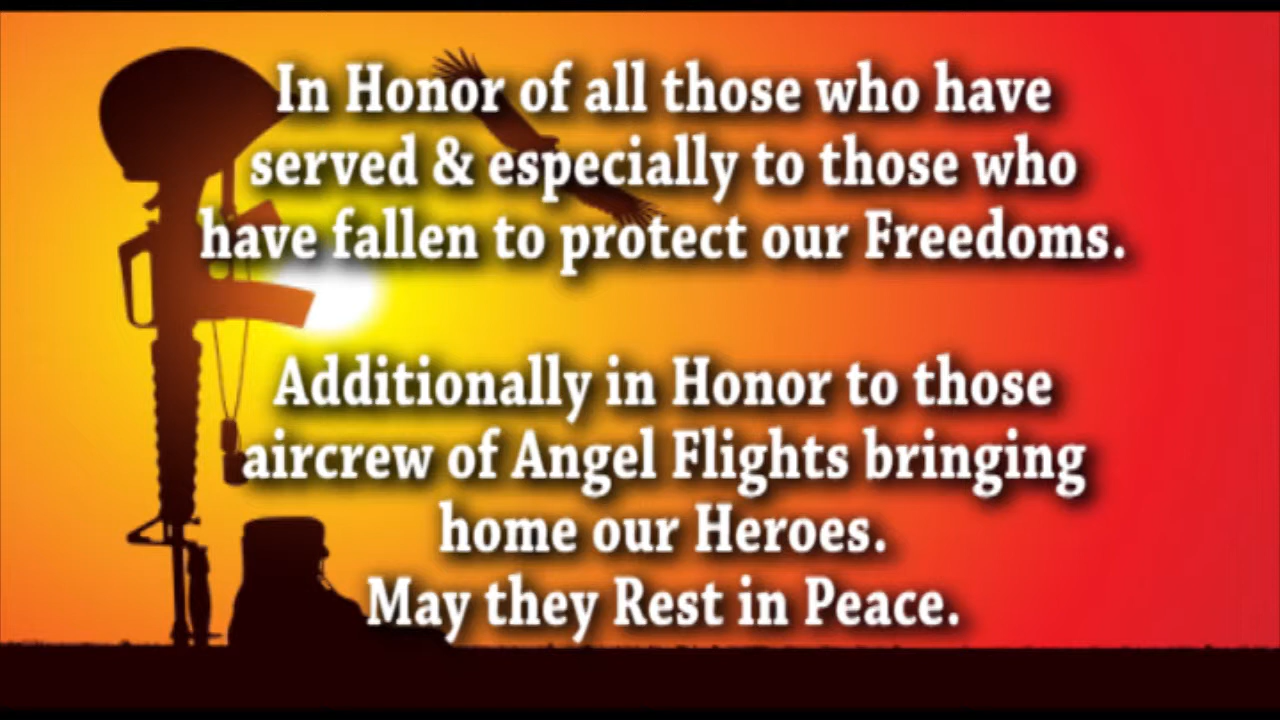 In Honor of all those who have
served & especially to those who
have fallen to protect our Freedoms.
Additionally in Honor to those
aircrew of Angel Flights bringing
home our Heroes.
May they Rest in Peace.